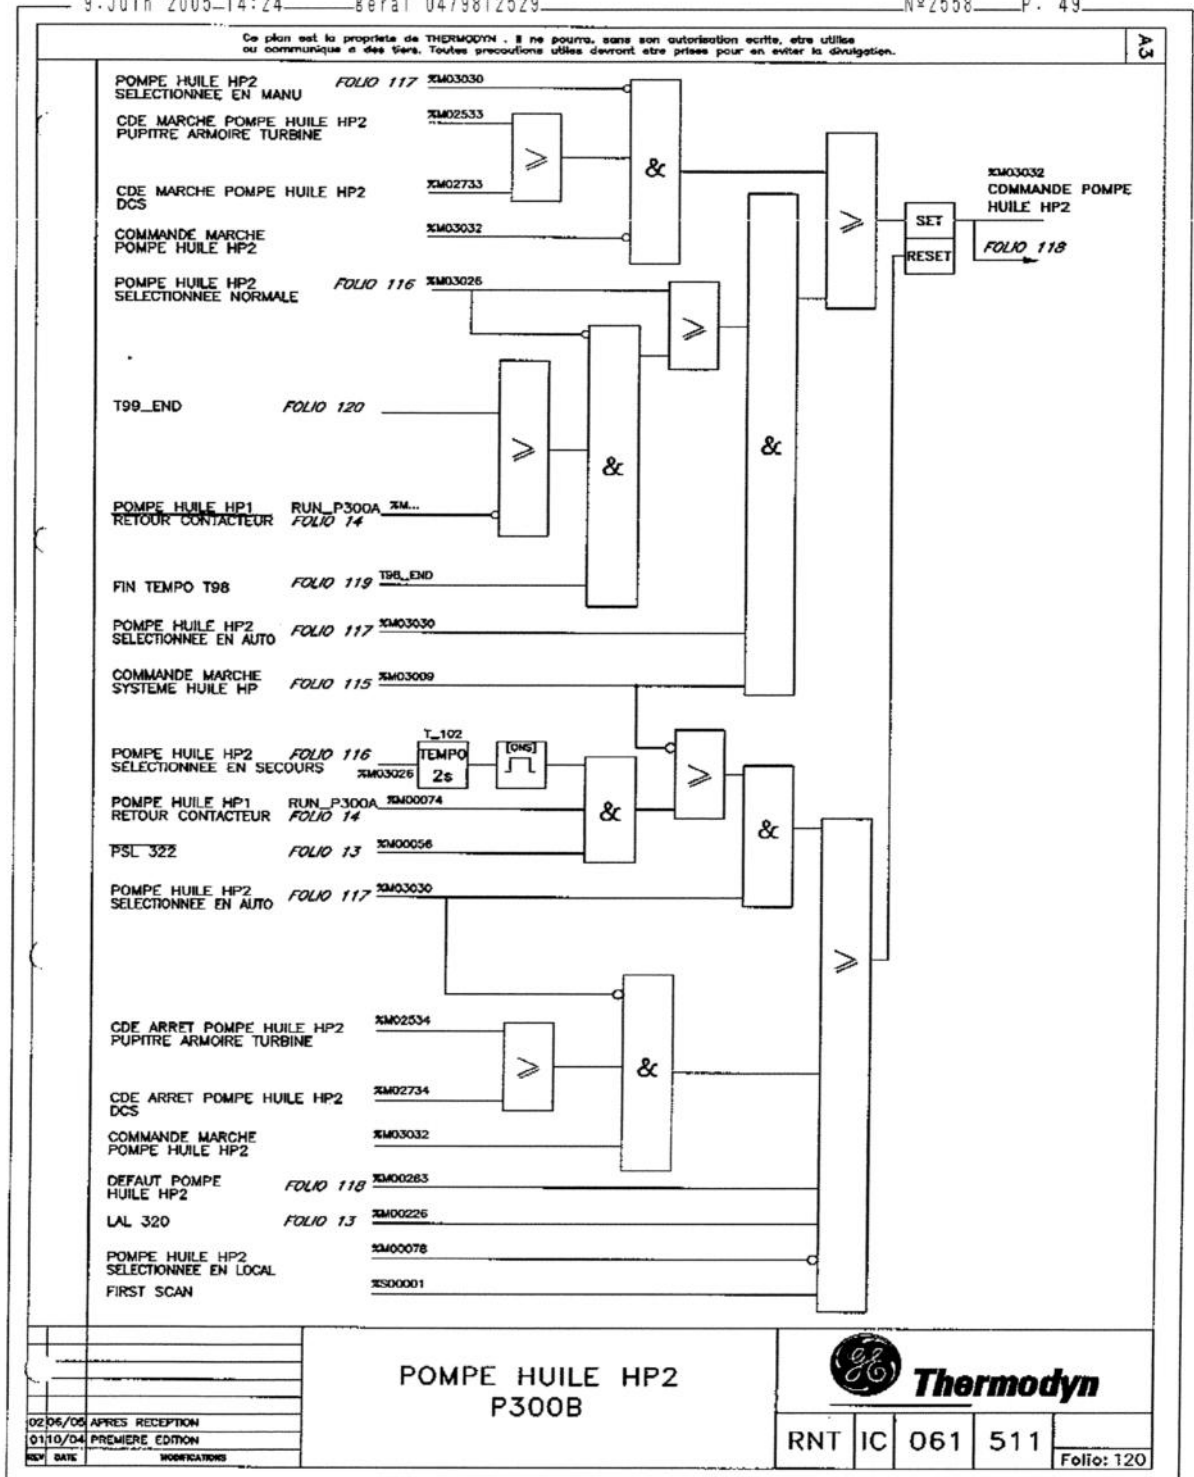 9.Juin 2005 14:24 geral 0479812529 N°2558 P. 49
Ce plan est la propriete de THERMODYN . Il ne pourra, sans son autorisation ecrite, etre utilise
ou communique a des tiers. Toutes precautions utiles devront etre prises pour en eviter la divulgation.
A3
POMPE HUILE HP2 FOLIO 117 %M03030
SELECTIONNEE EN MANU
CDE MARCHE POMPE HUILE HP2 %M02533
PUPITRE ARMOIRE TURBINE
⩾
&
CDE MARCHE POMPE HUILE HP2 %M02733
DCS
COMMANDE MARCHE %M03032
POMPE HUILE HP2
⩾
%M03032
COMMANDE POMPE
HUILE HP2
SET
RESET
FOLIO 118
POMPE HUILE HP2 FOLIO 116 %M03026
SELECTIONNEE NORMALE
⩾
T99_END FOLIO 120
⩾
&
&
POMPE HUILE HP1 RUN_P300A %M...
RETOUR CONTACTEUR FOLIO 14
FIN TEMPO T98 FOLIO 119 T98_END
POMPE HUILE HP2 FOLIO 117 %M03030
SELECTIONNEE EN AUTO
COMMANDE MARCHE FOLIO 115 %M03009
SYSTEME HUILE HP
T_102
POMPE HUILE HP2 FOLIO 116 TEMPO [ONS]
SELECTIONNEE EN SECOURS %M03026 2s
⩾
POMPE HUILE HP1 RUN_P300A %M00074
RETOUR CONTACTEUR FOLIO 14
&
&
PSL 322 FOLIO 13 %M00056
POMPE HUILE HP2 FOLIO 117 %M03030
SELECTIONNEE EN AUTO
⩾
CDE ARRET POMPE HUILE HP2 %M02534
PUPITRE ARMOIRE TURBINE
⩾
&
CDE ARRET POMPE HUILE HP2 %M02734
DCS
COMMANDE MARCHE %M03032
POMPE HUILE HP2
DEFAUT POMPE FOLIO 118 %M00263
HUILE HP2
LAL 320 FOLIO 13 %M00226
POMPE HUILE HP2 %M00078
SELECTIONNEE EN LOCAL
FIRST SCAN %S00001
POMPE HUILE HP2
P300B
GE Thermodyn
02 06/05 APRES RECEPTION
01 10/04 PREMIERE EDITION
REV DATE MODIFICATIONS
RNT IC 061 511 Folio: 120